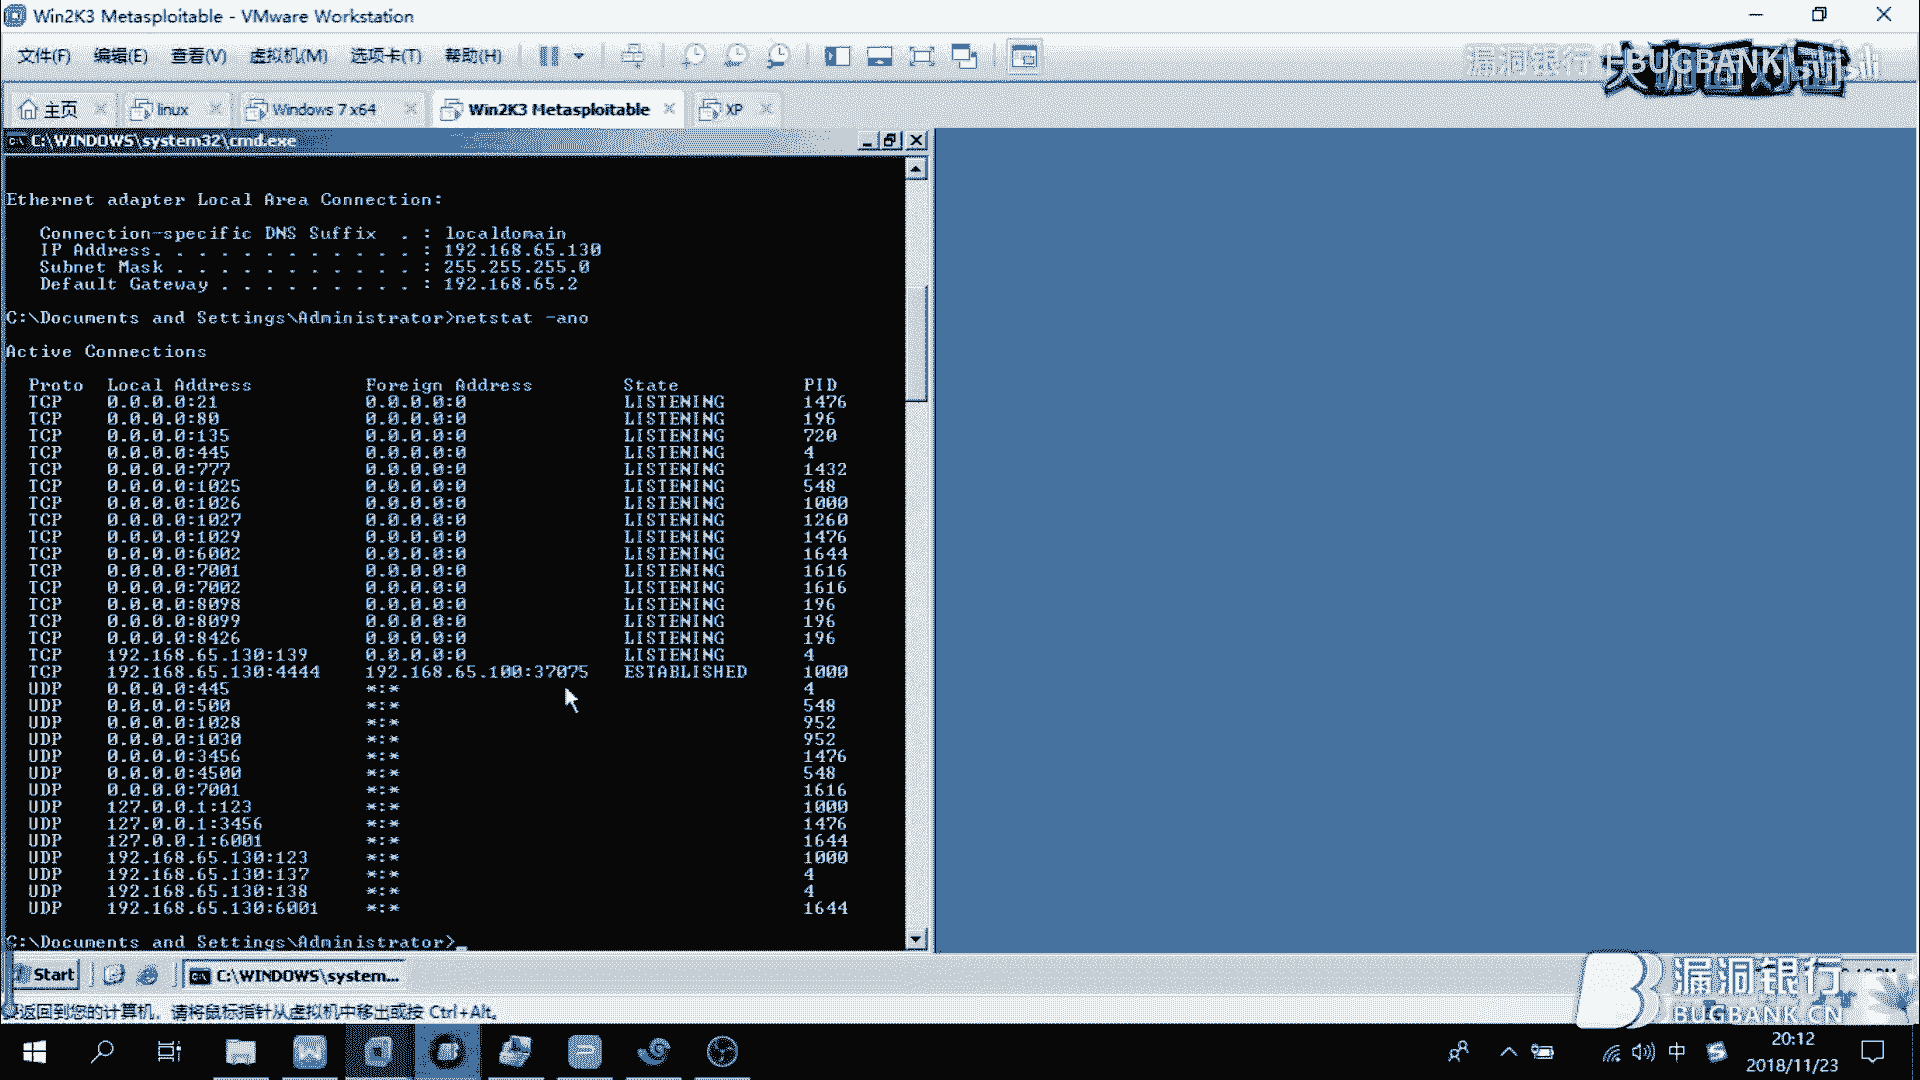 Win2K3 Metasploitable - VMware Workstation
文件(F) 编辑(E) 查看(V) 虚拟机(M) 选项卡(T) 帮助(H)
漏洞银行 BUGBANK
主页 linux Windows 7 x64 Win2K3 Metasploitable XP
C:\WINDOWS\system32\cmd.exe
Ethernet adapter Local Area Connection:
Connection-specific DNS Suffix . : localdomain
IP Address. . . . . . . . . . . . : 192.168.65.130
Subnet Mask . . . . . . . . . . . : 255.255.255.0
Default Gateway . . . . . . . . . : 192.168.65.2
C:\Documents and Settings\Administrator>netstat -ano
Active Connections
Proto Local Address Foreign Address State PID
TCP 0.0.0.0:21 0.0.0.0:0 LISTENING 1476
TCP 0.0.0.0:80 0.0.0.0:0 LISTENING 196
TCP 0.0.0.0:135 0.0.0.0:0 LISTENING 720
TCP 0.0.0.0:445 0.0.0.0:0 LISTENING 4
TCP 0.0.0.0:777 0.0.0.0:0 LISTENING 1432
TCP 0.0.0.0:1025 0.0.0.0:0 LISTENING 548
TCP 0.0.0.0:1026 0.0.0.0:0 LISTENING 1000
TCP 0.0.0.0:1027 0.0.0.0:0 LISTENING 1260
TCP 0.0.0.0:1029 0.0.0.0:0 LISTENING 1476
TCP 0.0.0.0:6002 0.0.0.0:0 LISTENING 1644
TCP 0.0.0.0:7001 0.0.0.0:0 LISTENING 1616
TCP 0.0.0.0:7002 0.0.0.0:0 LISTENING 1616
TCP 0.0.0.0:8098 0.0.0.0:0 LISTENING 196
TCP 0.0.0.0:8099 0.0.0.0:0 LISTENING 196
TCP 0.0.0.0:8426 0.0.0.0:0 LISTENING 196
TCP 192.168.65.130:139 0.0.0.0:0 LISTENING 4
TCP 192.168.65.130:4444 192.168.65.100:37075 ESTABLISHED 1000
UDP 0.0.0.0:445 *:* 4
UDP 0.0.0.0:500 *:* 548
UDP 0.0.0.0:1028 *:* 952
UDP 0.0.0.0:1030 *:* 952
UDP 0.0.0.0:3456 *:* 1476
UDP 0.0.0.0:4500 *:* 548
UDP 0.0.0.0:7001 *:* 1616
UDP 127.0.0.1:123 *:* 1000
UDP 127.0.0.1:3456 *:* 1476
UDP 127.0.0.1:6001 *:* 1644
UDP 192.168.65.130:123 *:* 1000
UDP 192.168.65.130:137 *:* 4
UDP 192.168.65.130:138 *:* 4
UDP 192.168.65.130:6001 *:* 1644
C:\Documents and Settings\Administrator>_
Start C:\WINDOWS\system...
漏洞银行
BUGBANK.CN
要返回到您的计算机，请将鼠标指针从虚拟机中移出或按 Ctrl+Alt。
中
20:12
2018/11/23